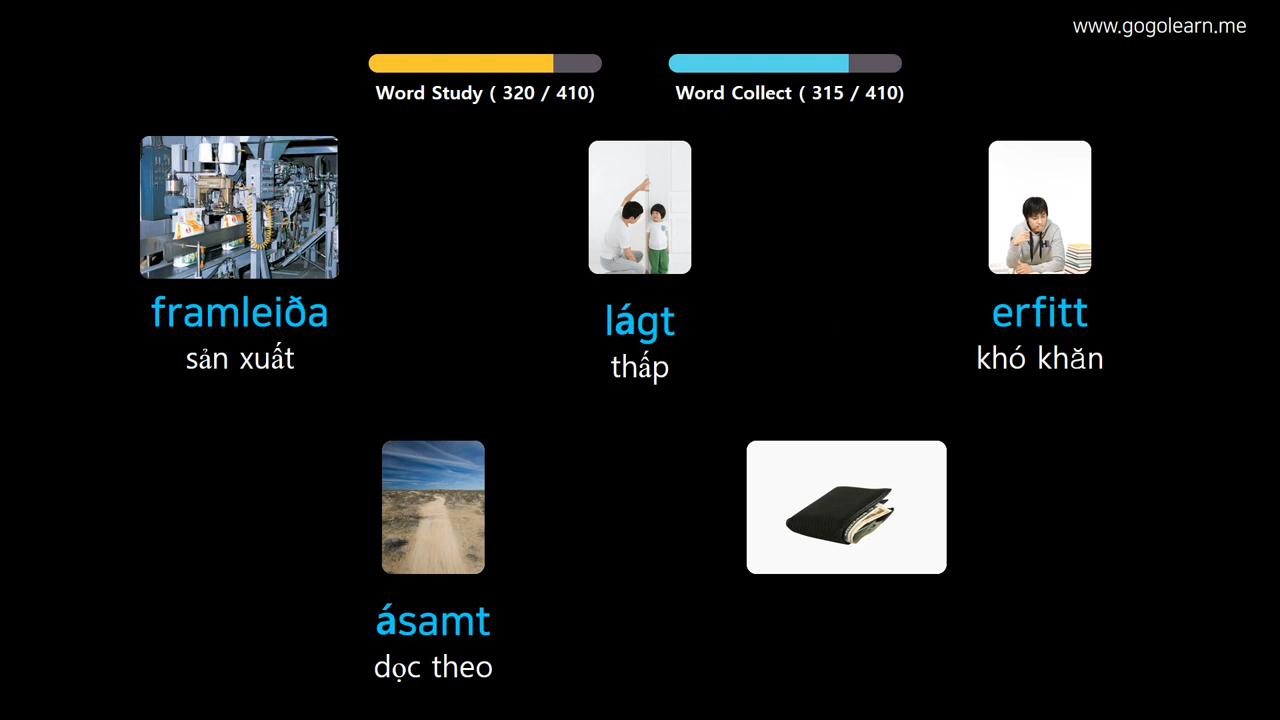 www.gogolearn.me
Word Study ( 320 / 410)
Word Collect ( 315 / 410)
framleiða
sản xuất
lágt
thấp
erfitt
khó khăn
ásamt
dọc theo